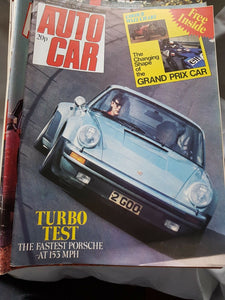 AUTO
CAR
20p
Free
Inside
The
Changing
Shape
of the
GRAND PRIX CAR
2 GOO
TURBO
TEST
THE FASTEST PORSCHE
AT 153 MPH